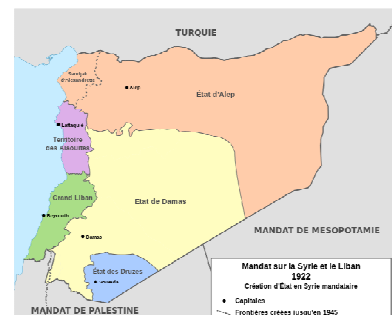 TURQUIE
Sandjak
d'Alexandrette
Alep
État d'Alep
Lattaquié
Territoire
des Alaouites
Grand Liban
Etat de Damas
Beyrouth
Damas
MANDAT DE MESOPOTAMIE
État des Druzes
MANDAT DE PALESTINE
Mandat sur la Syrie et le Liban
1922
Création d'État en Syrie mandataire
Capitales
Frontières créées jusqu'en 1945